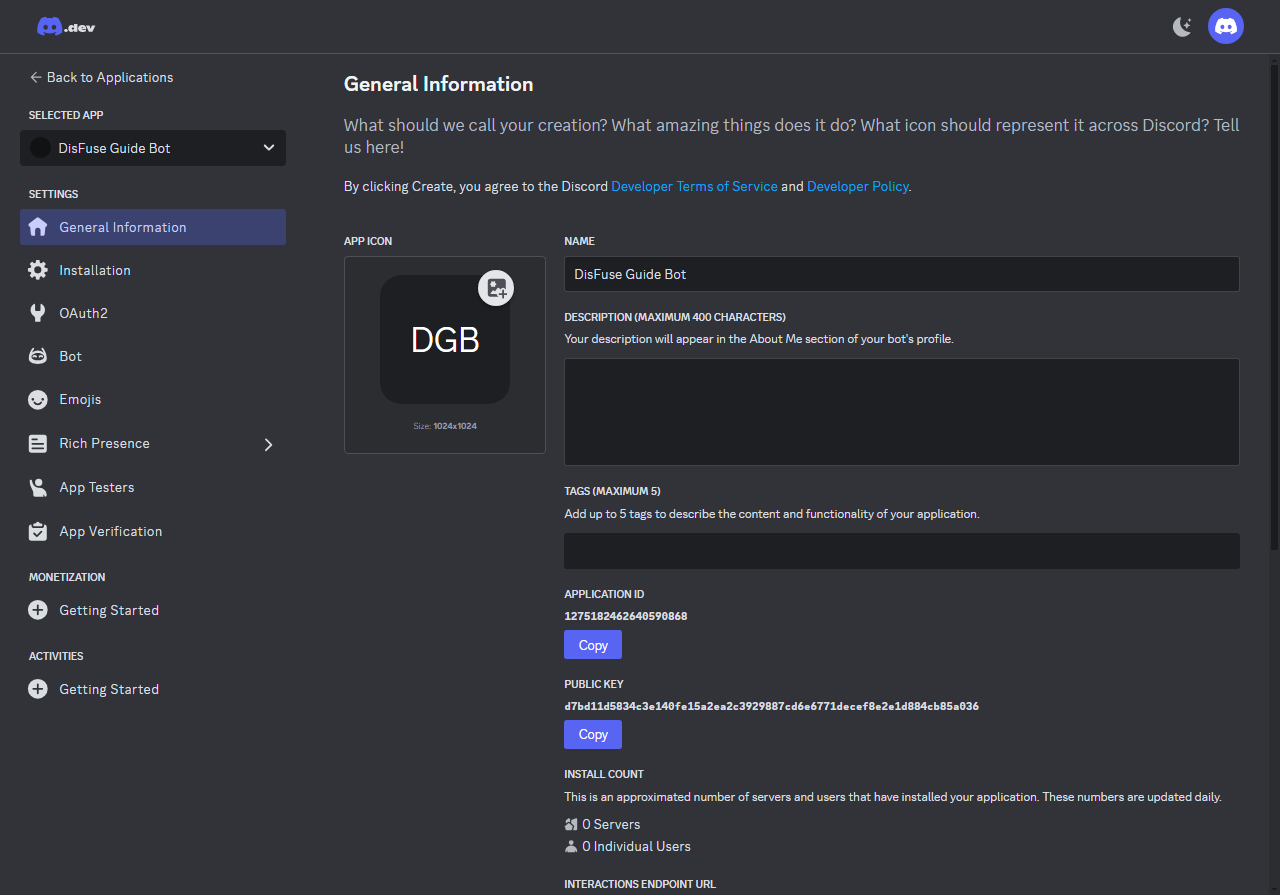 .dev
Back to Applications
SELECTED APP
DisFuse Guide Bot
SETTINGS
General Information
Installation
OAuth2
Bot
Emojis
Rich Presence
App Testers
App Verification
MONETIZATION
Getting Started
ACTIVITIES
Getting Started
General Information
What should we call your creation? What amazing things does it do? What icon should represent it across Discord? Tell
us here!
By clicking Create, you agree to the Discord Developer Terms of Service and Developer Policy.
APP ICON
DGB
Size: 1024x1024
NAME
DisFuse Guide Bot
DESCRIPTION (MAXIMUM 400 CHARACTERS)
Your description will appear in the About Me section of your bot's profile.
TAGS (MAXIMUM 5)
Add up to 5 tags to describe the content and functionality of your application.
APPLICATION ID
1275182462640590868
Copy
PUBLIC KEY
d7bd11d5834c3e140fe15a2ea2c3929887cd6e6771decef8e2e1d884cb85a036
Copy
INSTALL COUNT
This is an approximated number of servers and users that have installed your application. These numbers are updated daily.
0 Servers
0 Individual Users
INTERACTIONS ENDPOINT URL